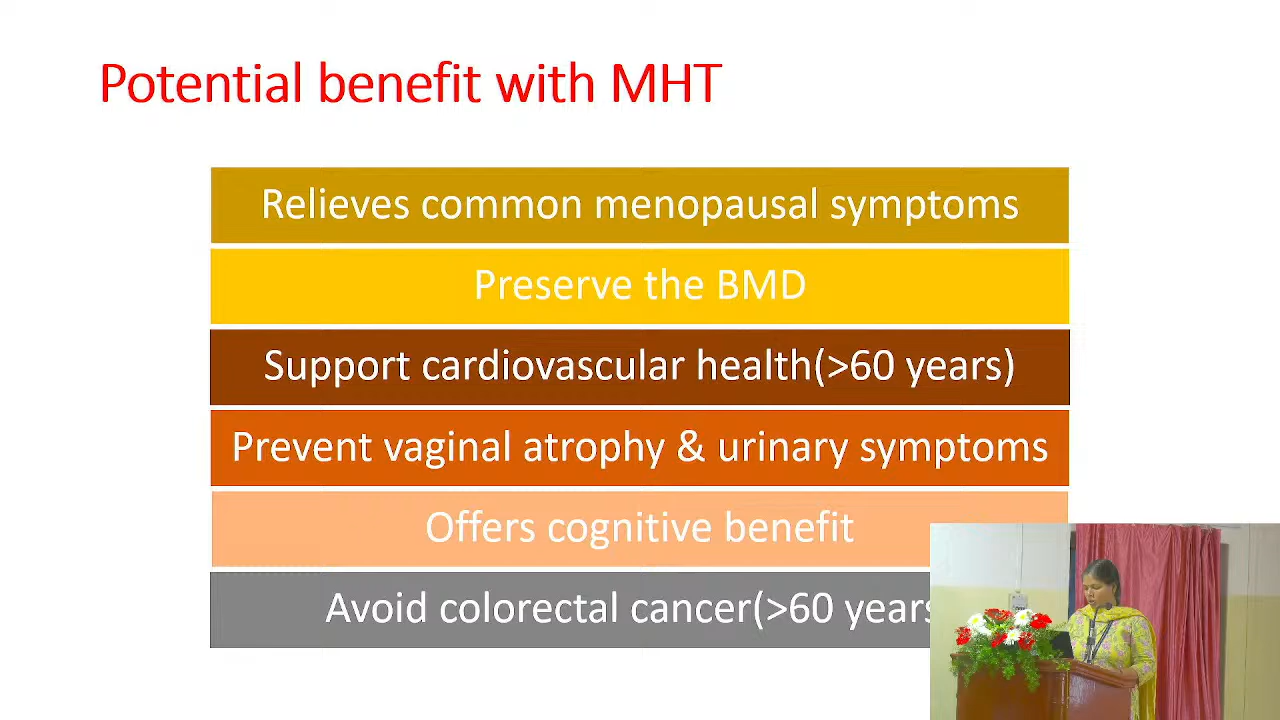 Potential benefit with MHT
Relieves common menopausal symptoms
Preserve the BMD
Support cardiovascular health(>60 years)
Prevent vaginal atrophy & urinary symptoms
Offers cognitive benefit
Avoid colorectal cancer(>60 years